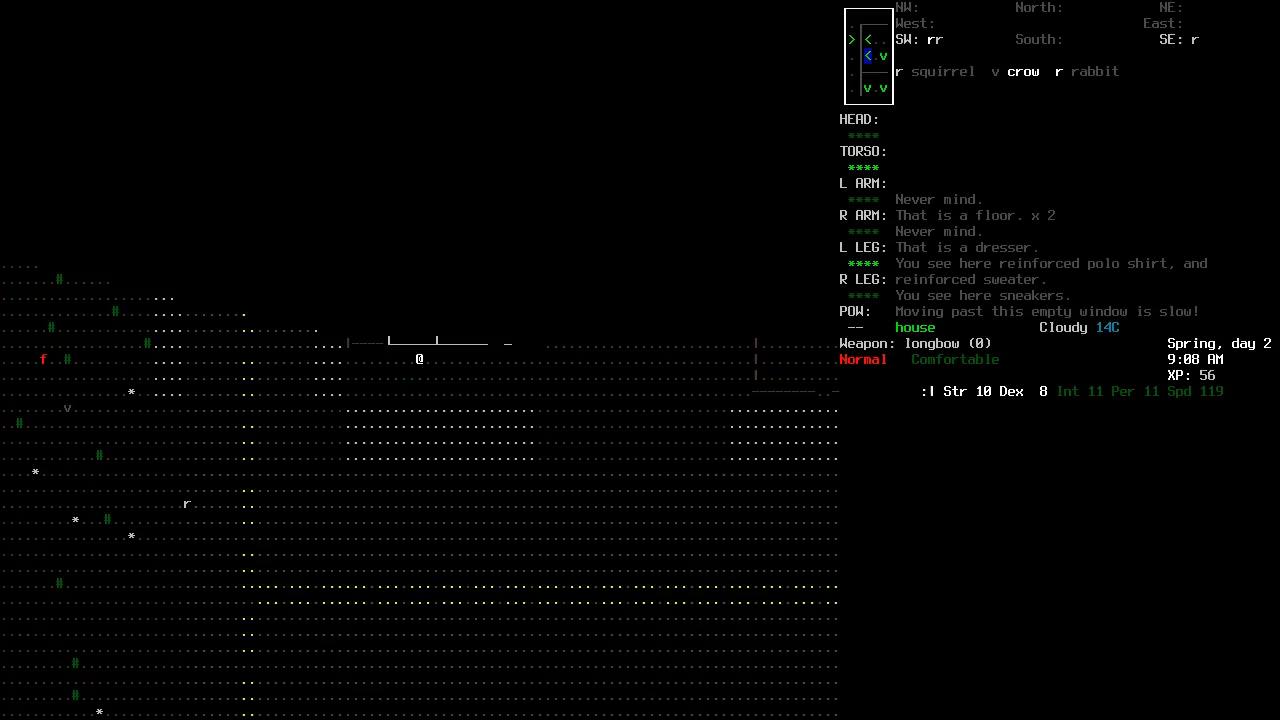 NW: North: NE:
West: East:
SW: rr South: SE: r
r squirrel v crow r rabbit
HEAD:
****
TORSO:
****
L ARM:
**** Never mind.
R ARM: That is a floor. x 2
**** Never mind.
L LEG: That is a dresser.
**** You see here reinforced polo shirt, and
R LEG: reinforced sweater.
**** You see here sneakers.
POW: Moving past this empty window is slow!
-- house Cloudy 14C
Weapon: longbow (0) Spring, day 2
Normal Comfortable 9:08 AM
XP: 56
:| Str 10 Dex 8 Int 11 Per 11 Spd 119